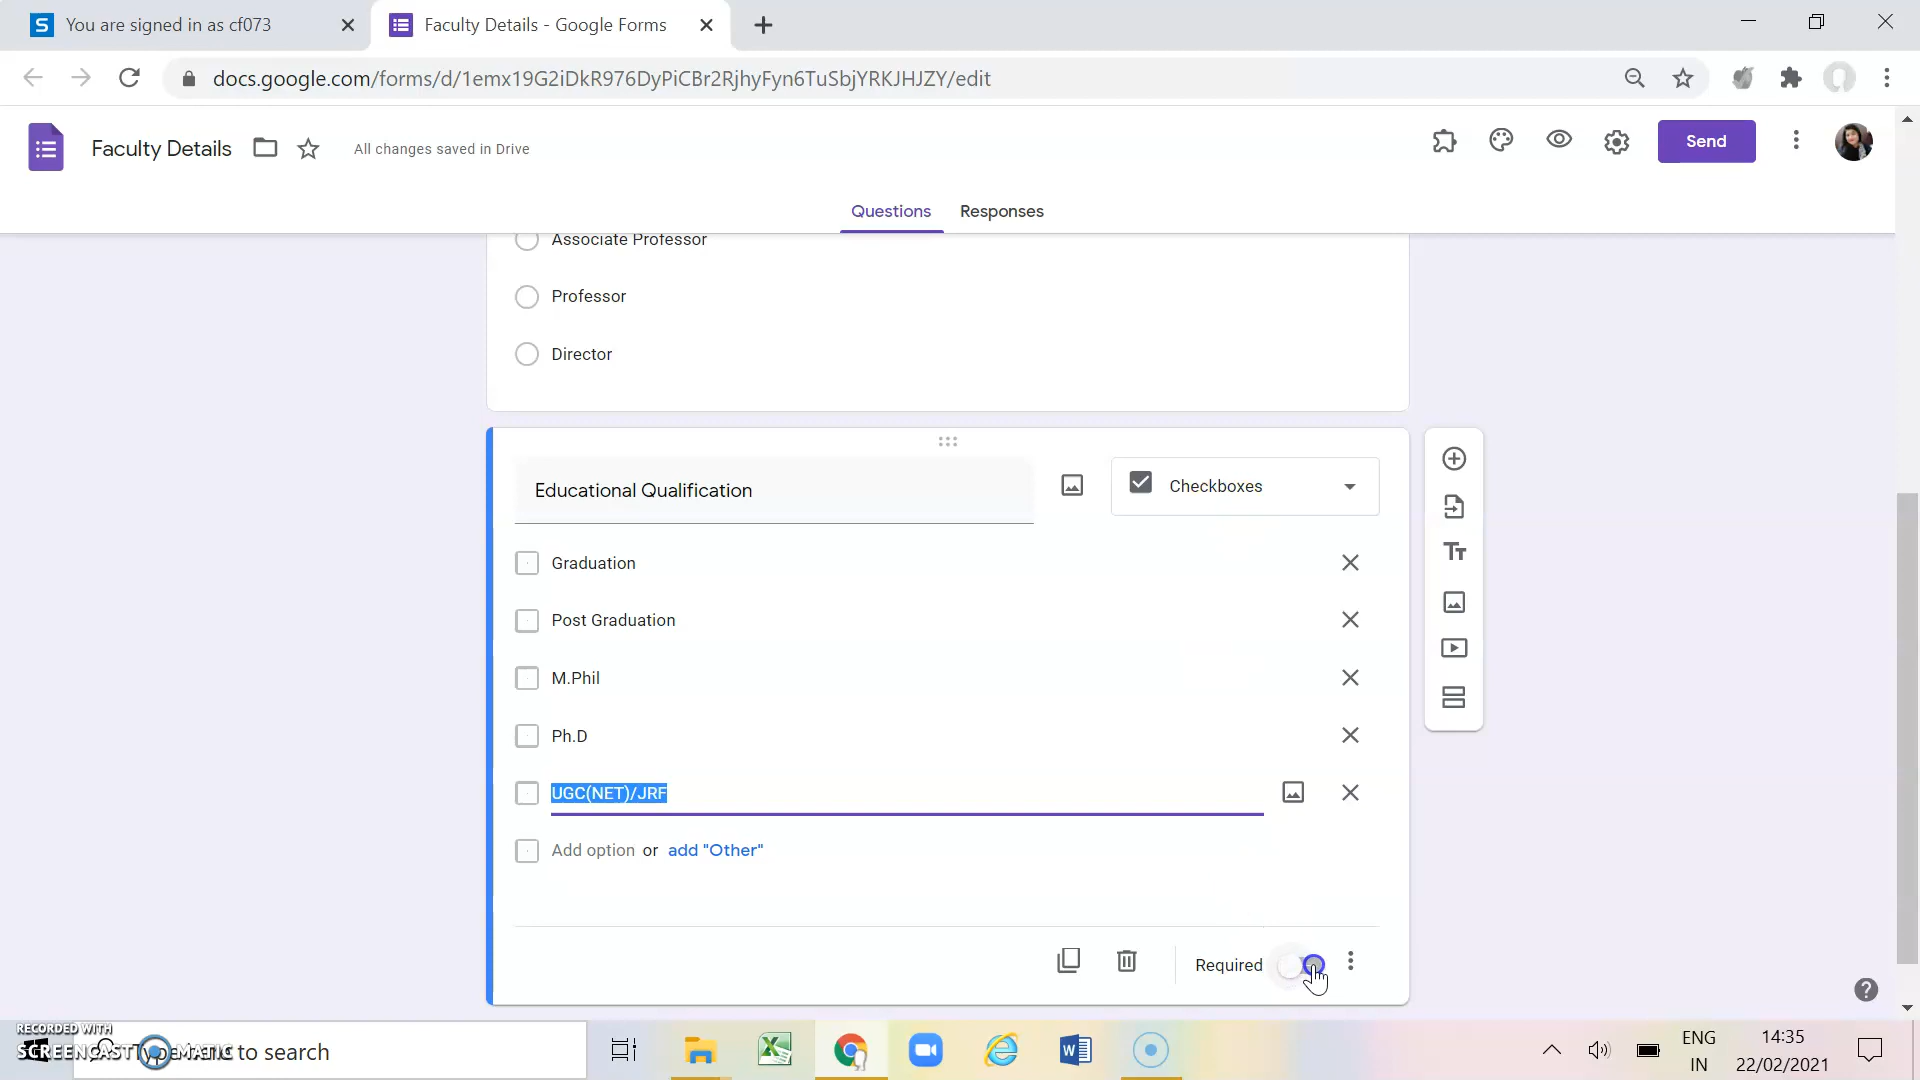 You are signed in as cf073
Faculty Details - Google Forms
docs.google.com/forms/d/1emx19G2iDkR976DyPiCBr2RjhyFyn6TuSbjYRKJHJZY/edit
Faculty Details
All changes saved in Drive
Send
Questions
Responses
Associate Professor
Professor
Director
Educational Qualification
Checkboxes
Graduation
Post Graduation
M.Phil
Ph.D
UGC(NET)/JRF
Add option or add "Other"
Required
RECORDED WITH
SCREENCAST MATIC
Type here to search
ENG
IN
14:35
22/02/2021